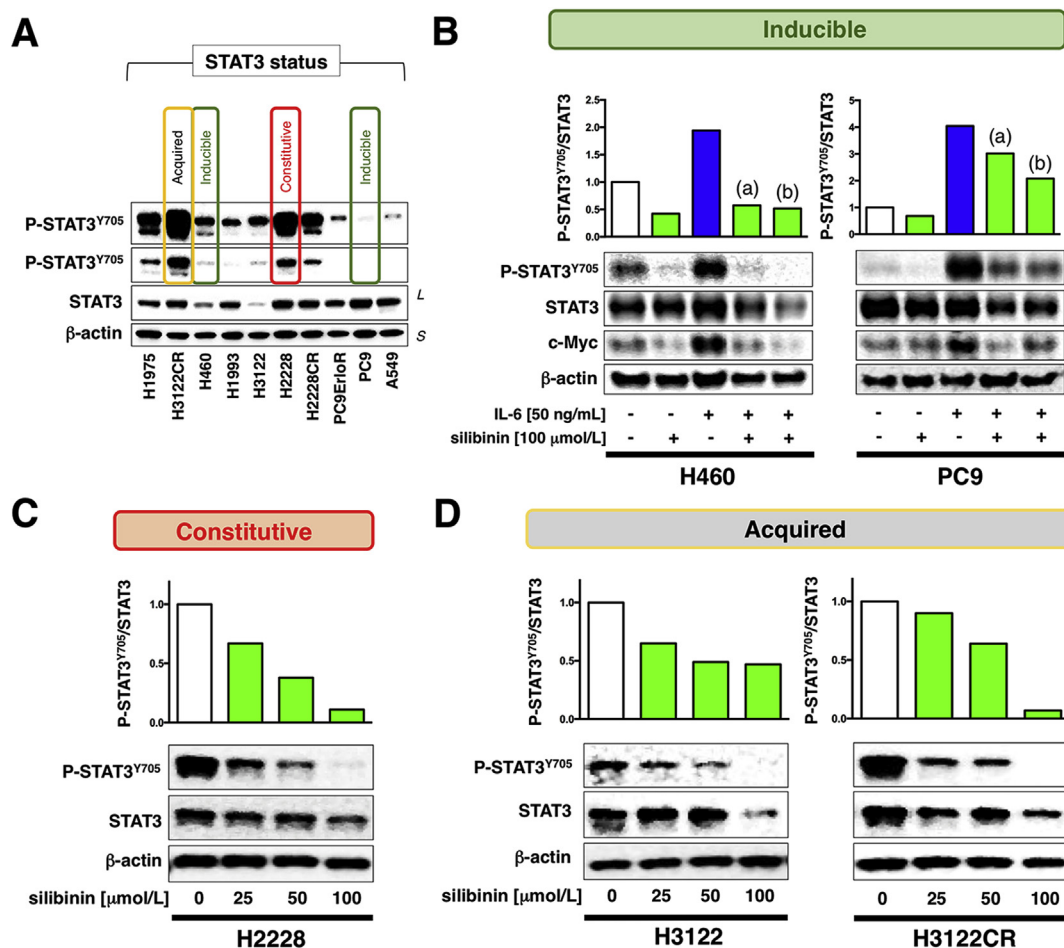 A
STAT3 status
Acquired
Inducible
Constitutive
Inducible
P-STAT3Y705
P-STAT3Y705
STAT3
β-actin
L
S
H1975
H3122CR
H460
H1993
H3122
H2228
H2228CR
PC9ErloR
PC9
A549
B
Inducible
P-STAT3Y705/STAT3
2.5
2.0
1.5
1.0
0.5
0.0
(a)
(b)
P-STAT3Y705/STAT3
5
4
3
2
1
0
(a)
(b)
P-STAT3Y705
STAT3
c-Myc
β-actin
IL-6 [50 ng/mL] - - + + + - - + + +
silibinin [100 μmol/L] - + - + + - + - + +
H460
PC9
C
Constitutive
P-STAT3Y705/STAT3
1.0
0.5
0.0
P-STAT3Y705
STAT3
β-actin
silibinin [μmol/L] 0 25 50 100
H2228
D
Acquired
P-STAT3Y705/STAT3
1.0
0.5
0.0
P-STAT3Y705/STAT3
1.0
0.5
0.0
P-STAT3Y705
STAT3
β-actin
silibinin [μmol/L] 0 25 50 100 0 25 50 100
H3122
H3122CR